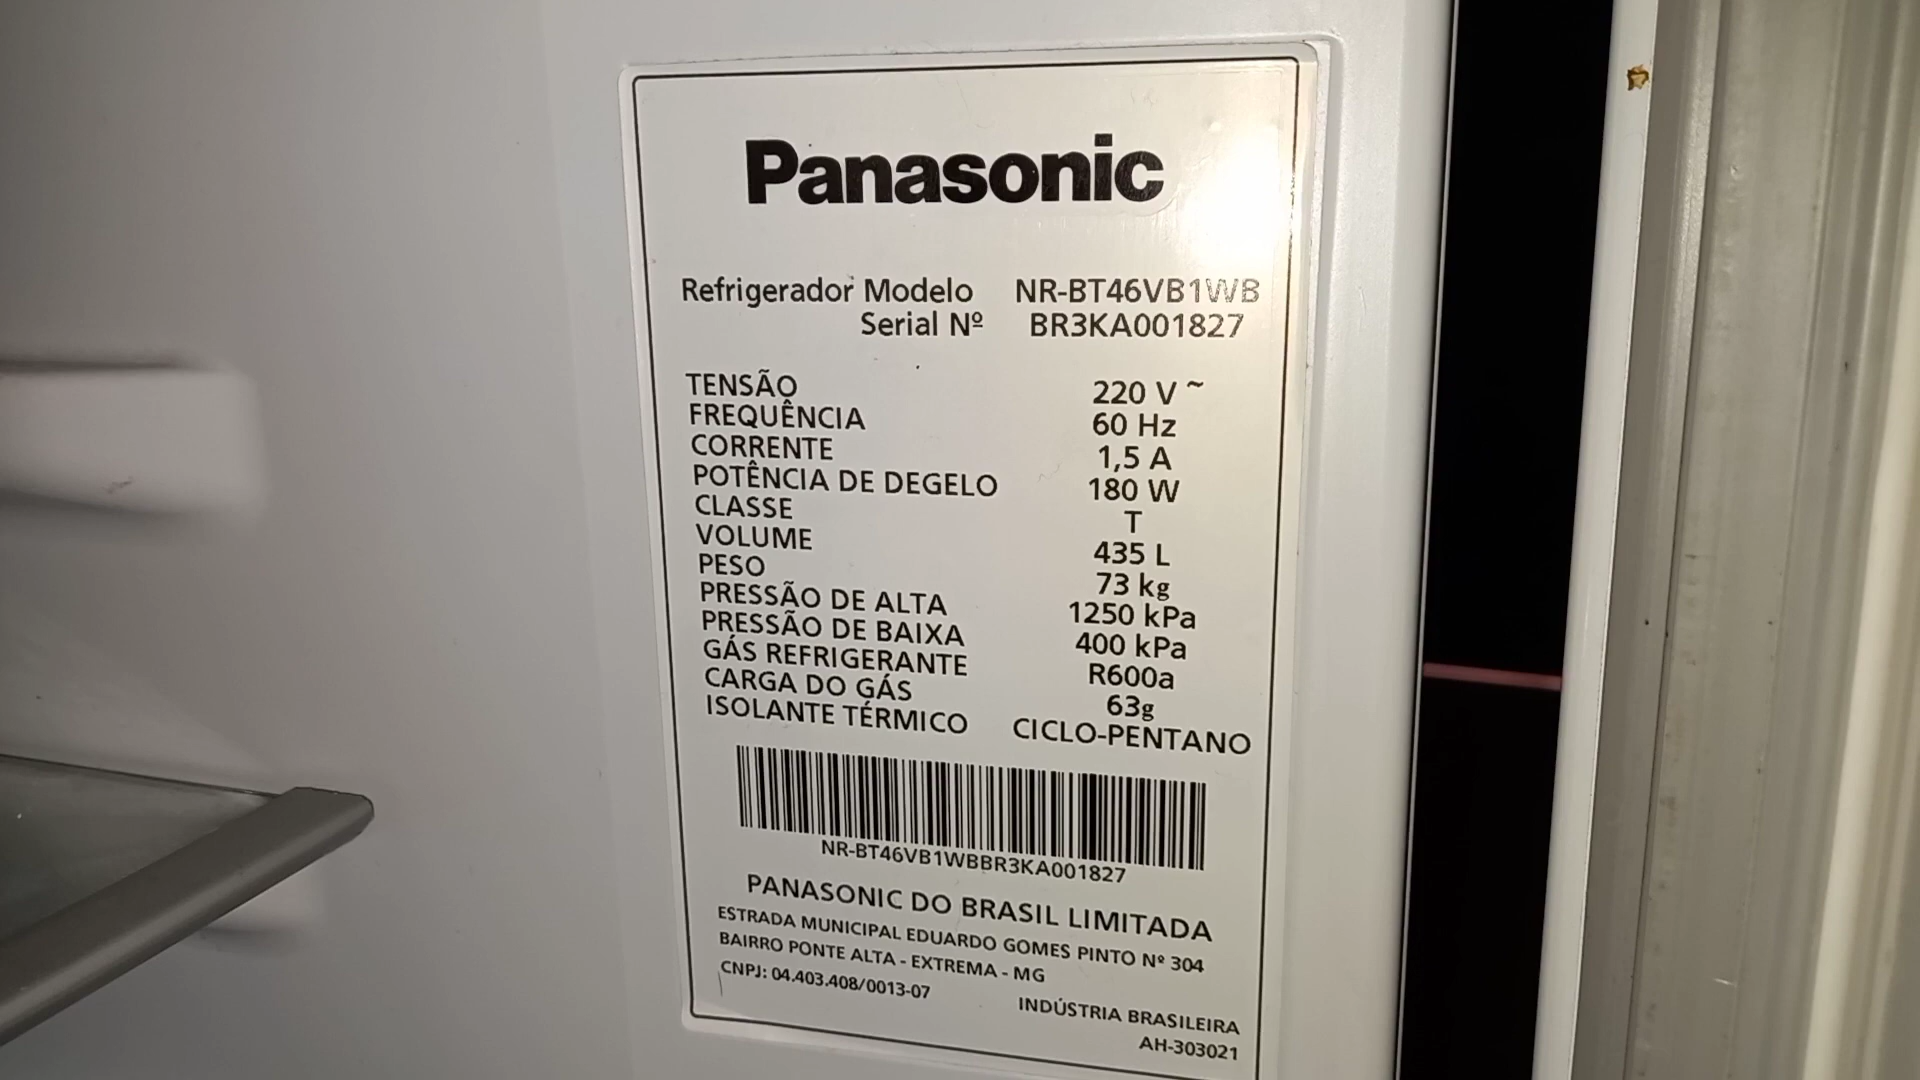 Panasonic
Refrigerador Modelo NR-BT46VB1WB
Serial Nº BR3KA001827
TENSÃO 220 V ~
FREQUÊNCIA 60 Hz
CORRENTE 1,5 A
POTÊNCIA DE DEGELO 180 W
CLASSE T
VOLUME 435 L
PESO 73 kg
PRESSÃO DE ALTA 1250 kPa
PRESSÃO DE BAIXA 400 kPa
GÁS REFRIGERANTE R600a
CARGA DO GÁS 63g
ISOLANTE TÉRMICO CICLO-PENTANO
NR-BT46VB1WBBR3KA001827
PANASONIC DO BRASIL LIMITADA
ESTRADA MUNICIPAL EDUARDO GOMES PINTO Nº 304
BAIRRO PONTE ALTA - EXTREMA - MG
CNPJ: 04.403.408/0013-07
INDÚSTRIA BRASILEIRA
AH-303021